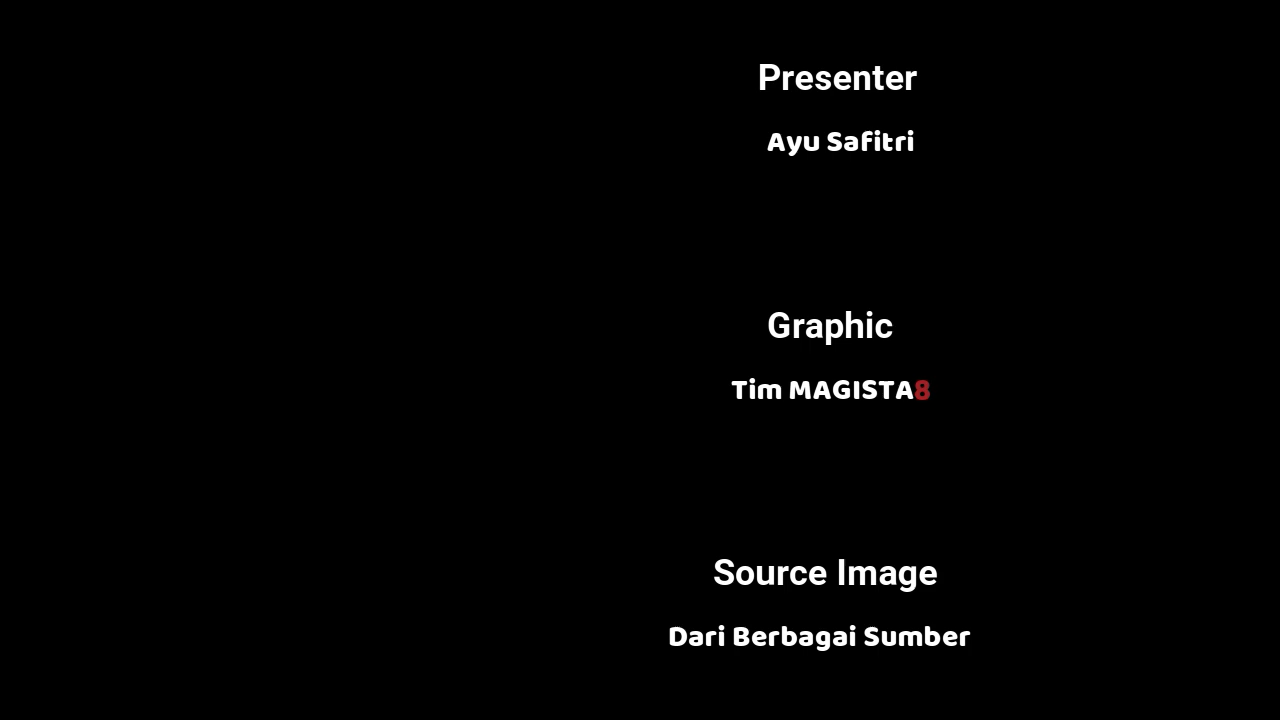 Presenter
Ayu Safitri
Graphic
Tim MAGISTA8
Source Image
Dari Berbagai Sumber